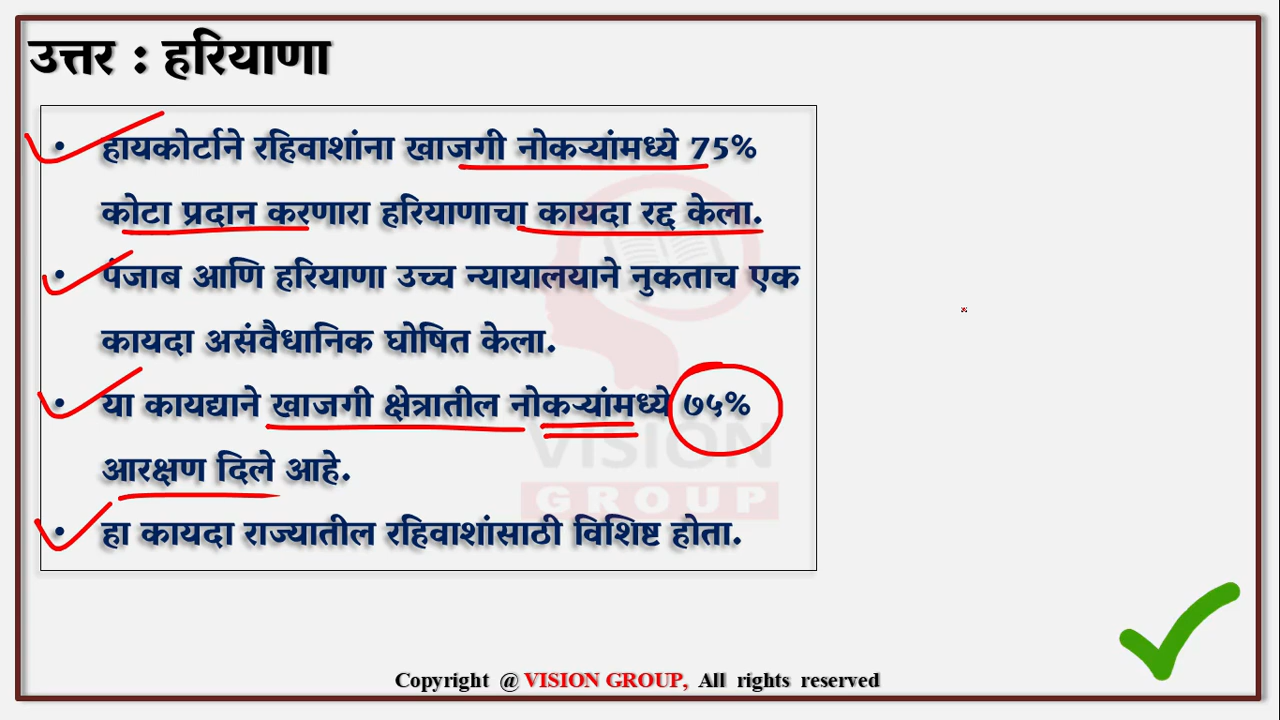 उत्तर : हरियाणा
• हायकोर्टाने रहिवाशांना खाजगी नोकऱ्यांमध्ये 75%
कोटा प्रदान करणारा हरियाणाचा कायदा रद्द केला.
• पंजाब आणि हरियाणा उच्च न्यायालयाने नुकताच एक
कायदा असंवैधानिक घोषित केला.
• या कायद्याने खाजगी क्षेत्रातील नोकऱ्यांमध्ये ७५%
आरक्षण दिले आहे.
• हा कायदा राज्यातील रहिवाशांसाठी विशिष्ट होता.
VISION
GROUP
Copyright @ VISION GROUP, All rights reserved